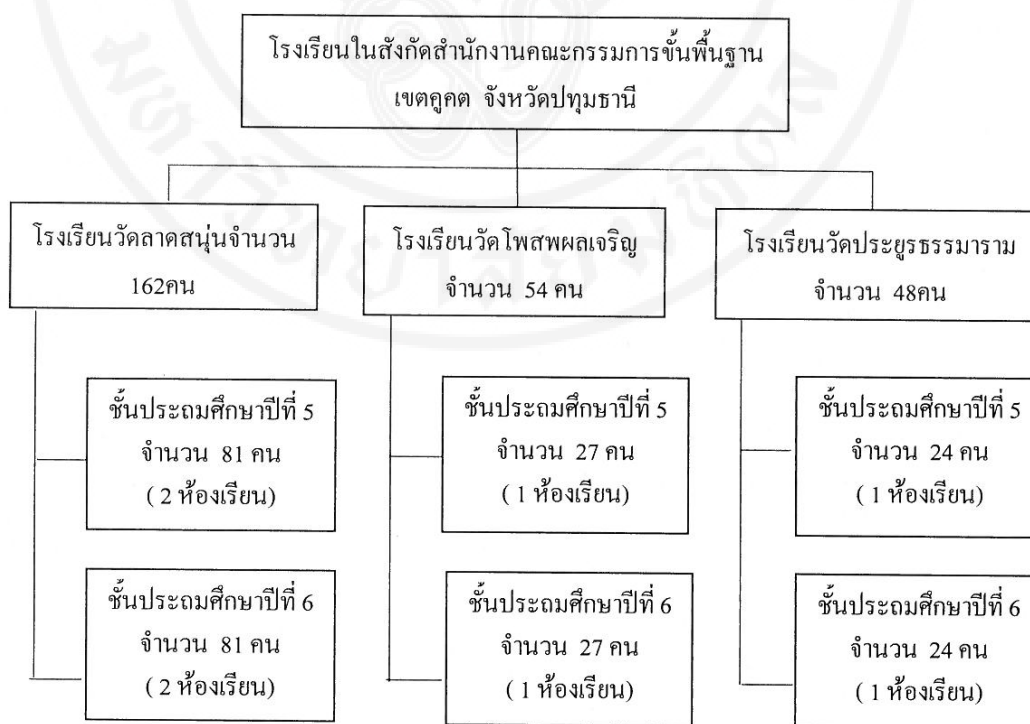 โรงเรียนในสังกัดสำนักงานคณะกรรมการขั้นพื้นฐาน
เขตคูคต จังหวัดปทุมธานี
โรงเรียนวัดลาดสนุ่นจำนวน
162คน
โรงเรียนวัดโพสพผลเจริญ
จำนวน 54 คน
โรงเรียนวัดประยูรธรรมาราม
จำนวน 48คน
ชั้นประถมศึกษาปีที่ 5
จำนวน 81 คน
( 2 ห้องเรียน)
ชั้นประถมศึกษาปีที่ 5
จำนวน 27 คน
( 1 ห้องเรียน)
ชั้นประถมศึกษาปีที่ 5
จำนวน 24 คน
( 1 ห้องเรียน)
ชั้นประถมศึกษาปีที่ 6
จำนวน 81 คน
( 2 ห้องเรียน)
ชั้นประถมศึกษาปีที่ 6
จำนวน 27 คน
( 1 ห้องเรียน)
ชั้นประถมศึกษาปีที่ 6
จำนวน 24 คน
( 1 ห้องเรียน)